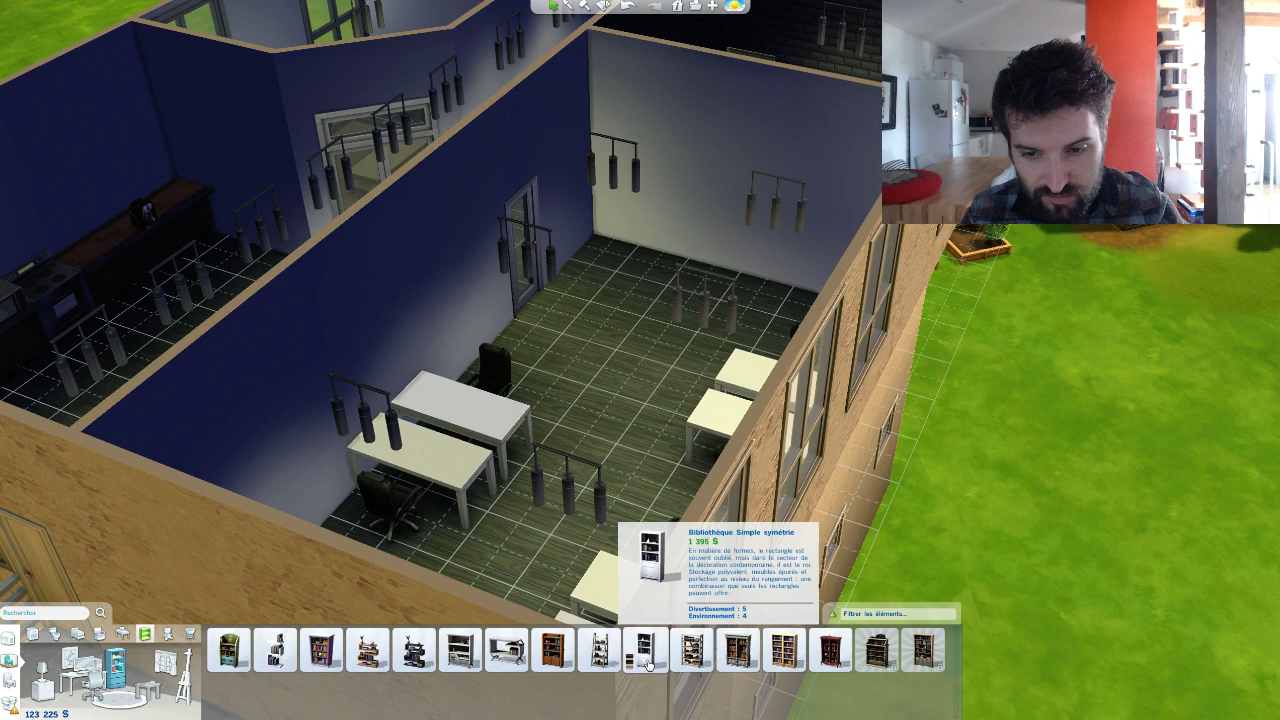 Bibliothèque Simple symétrie
1 395 $
En matière de formes, le rectangle est
souvent oublié, mais dans le secteur de
la décoration contemporaine, il est le roi.
Stockage polyvalent, meubles épurés et
perfection au niveau du rangement : une
combinaison que seuls les rectangles
peuvent offrir.
Divertissement : 5
Environnement : 4
Rechercher
Filtrer les éléments...
123 225 $